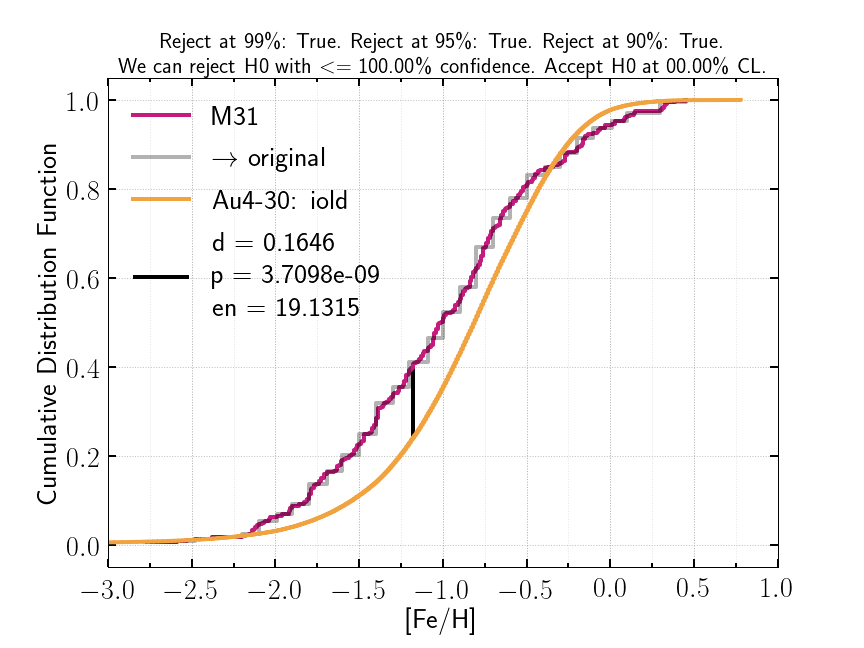 Reject at 99%: True. Reject at 95%: True. Reject at 90%: True.
We can reject H0 with <= 100.00% confidence. Accept H0 at 00.00% CL.
M31
→ original
Au4-30: iold
d = 0.1646
p = 3.7098e-09
en = 19.1315
Cumulative Distribution Function
1.0
0.8
0.6
0.4
0.2
0.0
−3.0 −2.5 −2.0 −1.5 −1.0 −0.5 0.0 0.5 1.0
[Fe/H]